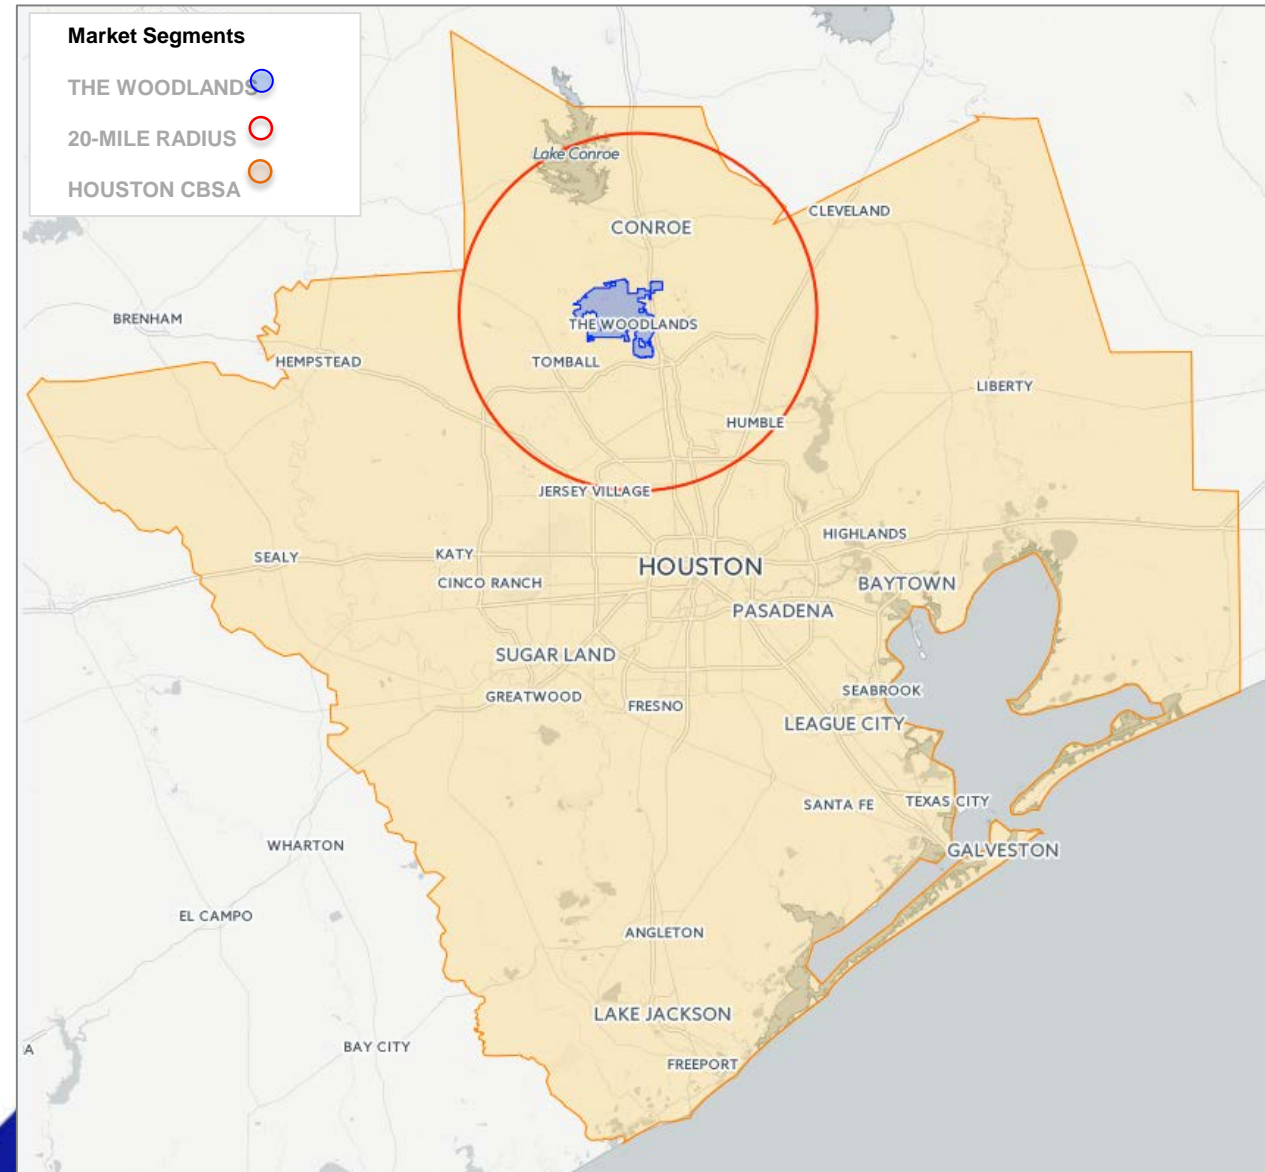 Market Segments
THE WOODLANDS
20-MILE RADIUS
HOUSTON CBSA
Lake Conroe
CLEVELAND
CONROE
BRENHAM
THE WOODLANDS
HEMPSTEAD
TOMBALL
LIBERTY
HUMBLE
JERSEY VILLAGE
HIGHLANDS
SEALY
KATY
HOUSTON
CINCO RANCH
BAYTOWN
PASADENA
SUGAR LAND
SEABROOK
GREATWOOD
FRESNO
LEAGUE CITY
SANTA FE
TEXAS CITY
WHARTON
GALVESTON
EL CAMPO
ANGLETON
LAKE JACKSON
BAY CITY
A
FREEPORT